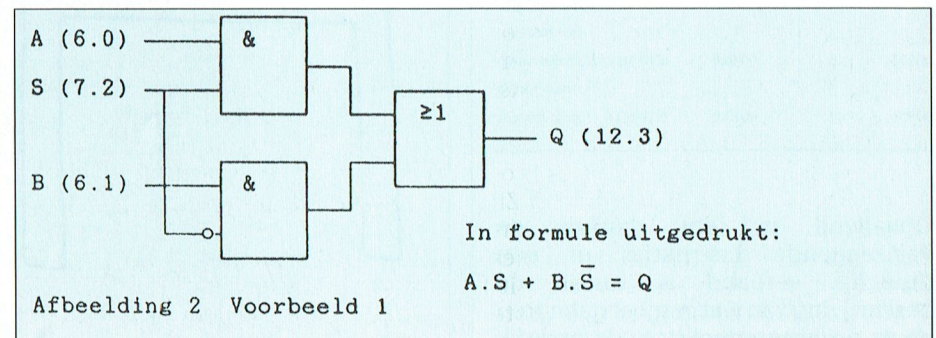 A (6.0)
&
S (7.2)
≥1
Q (12.3)
B (6.1)
&
In formule uitgedrukt:
A.S + B.S̅ = Q
Afbeelding 2 Voorbeeld 1